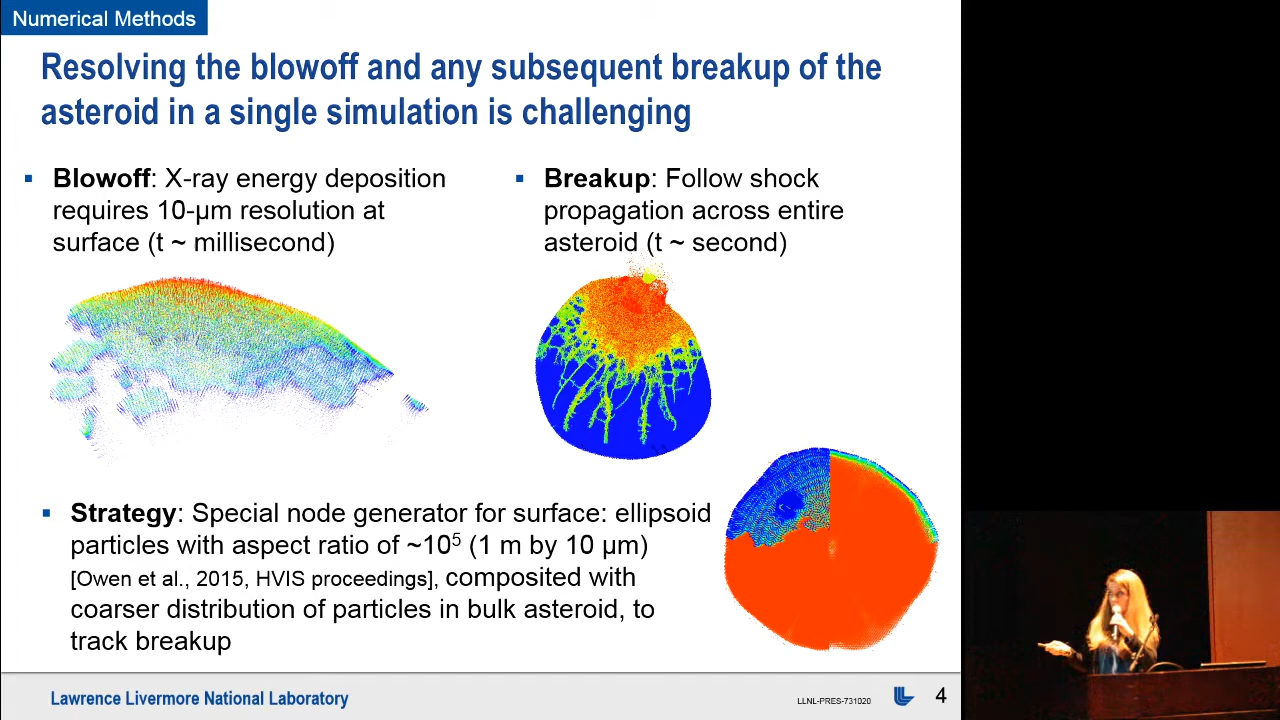 Numerical Methods
Resolving the blowoff and any subsequent breakup of the
asteroid in a single simulation is challenging
▪ Blowoff: X-ray energy deposition
requires 10-μm resolution at
surface (t ~ millisecond)
▪ Breakup: Follow shock
propagation across entire
asteroid (t ~ second)
▪ Strategy: Special node generator for surface: ellipsoid
particles with aspect ratio of ~10⁵ (1 m by 10 μm)
[Owen et al., 2015, HVIS proceedings], composited with
coarser distribution of particles in bulk asteroid, to
track breakup
Lawrence Livermore National Laboratory
LLNL-PRES-731020
4